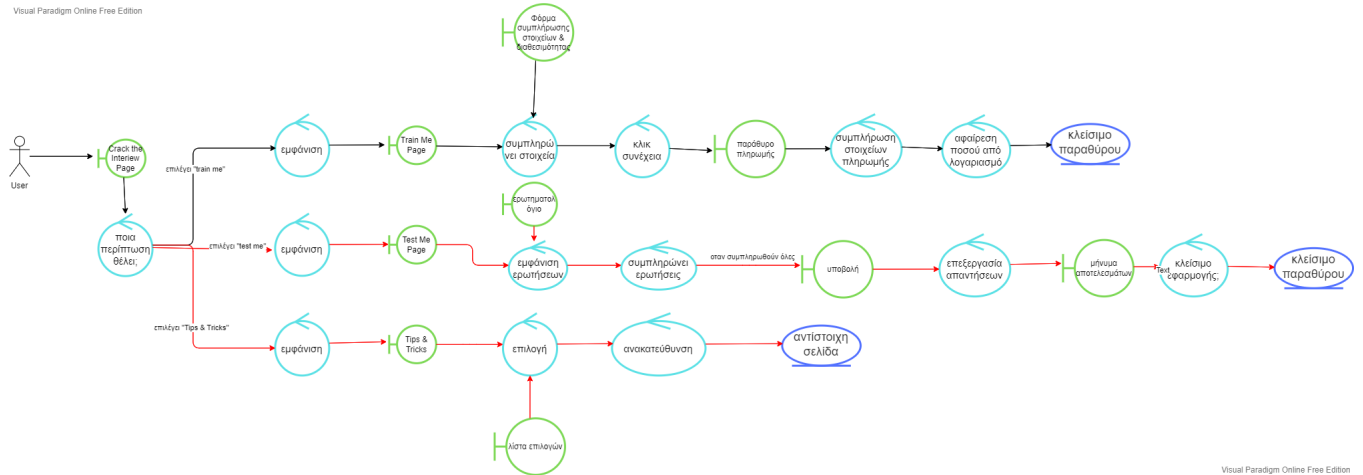 Visual Paradigm Online Free Edition
Φόρμα
συμπλήρωσης
στοιχείων &
διαθεσιμότητας
User
Crack the
Interiew
Page
επιλέγει "train me"
εμφάνιση
Train Me
Page
συμπληρώ
νει στοιχεία
κλικ
συνέχεια
παράθυρο
πληρωμής
συμπλήρωση
στοιχείων
πληρωμής
αφαίρεση
ποσού από
λογαριασμό
κλείσιμο
παραθύρου
ερωτηματολ
όγιο
ποια
περίπτωση
θέλει;
επιλέγει "test me"
εμφάνιση
Test Me
Page
εμφάνιση
ερωτήσεων
συμπληρώνει
ερωτήσεις
οταν συμπληρωθούν όλες
υποβολή
επεξεργασία
απαντήσεων
μήνυμα
αποτελεσμάτων
Text
κλείσιμο
εφαρμογής;
κλείσιμο
παραθύρου
επιλέγει "Tips & Tricks"
εμφάνιση
Tips &
Tricks
επιλογή
ανακατεύθυνση
αντίστοιχη
σελίδα
λίστα επιλογών
Visual Paradigm Online Free Edition